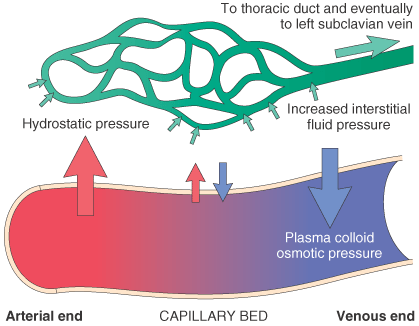 To thoracic duct and eventually
to left subclavian vein
Hydrostatic pressure
Increased interstitial
fluid pressure
Plasma colloid
osmotic pressure
Arterial end
CAPILLARY BED
Venous end